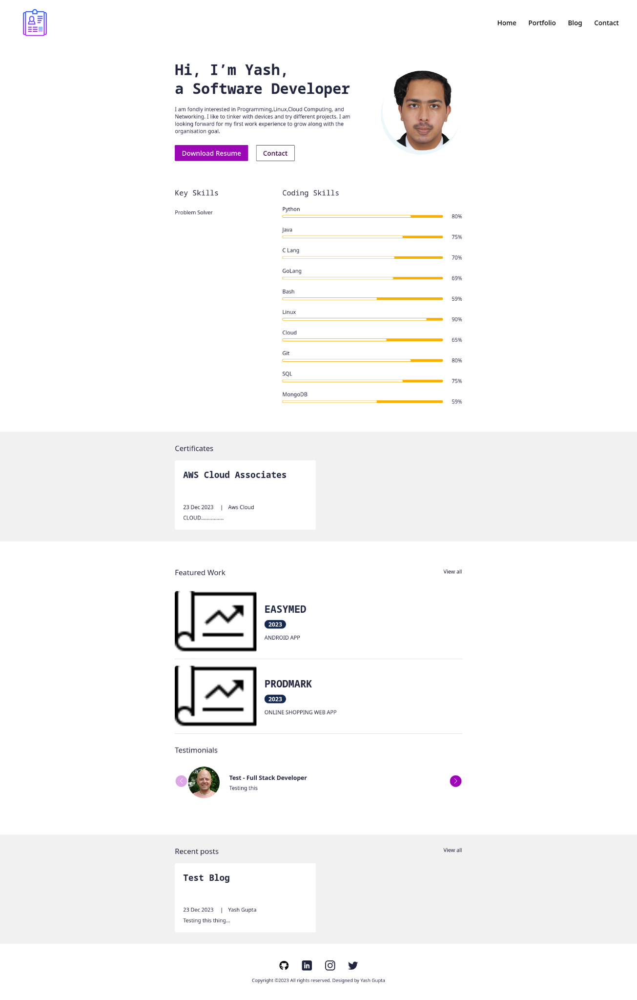 Home Portfolio Blog Contact
Hi, I’m Yash,
a Software Developer
I am fondly interested in Programming,Linux,Cloud Computing, and
Networking. I like to tinker with devices and try different projects. I am
looking forward for my first work experience to grow along with the
organisation goal.
Download Resume Contact
Key Skills
Problem Solver
Coding Skills
Python
80%
Java
75%
C Lang
70%
GoLang
69%
Bash
59%
Linux
90%
Cloud
65%
Git
80%
SQL
75%
MongoDB
59%
Certificates
AWS Cloud Associates
23 Dec 2023 | Aws Cloud
CLOUD................
Featured Work View all
EASYMED
2023
ANDROID APP
PRODMARK
2023
ONLINE SHOPPING WEB APP
Testimonials
Test - Full Stack Developer
Testing this
Recent posts View all
Test Blog
23 Dec 2023 | Yash Gupta
Testing this thing...
Copyright ©2023 All rights reserved. Designed by Yash Gupta